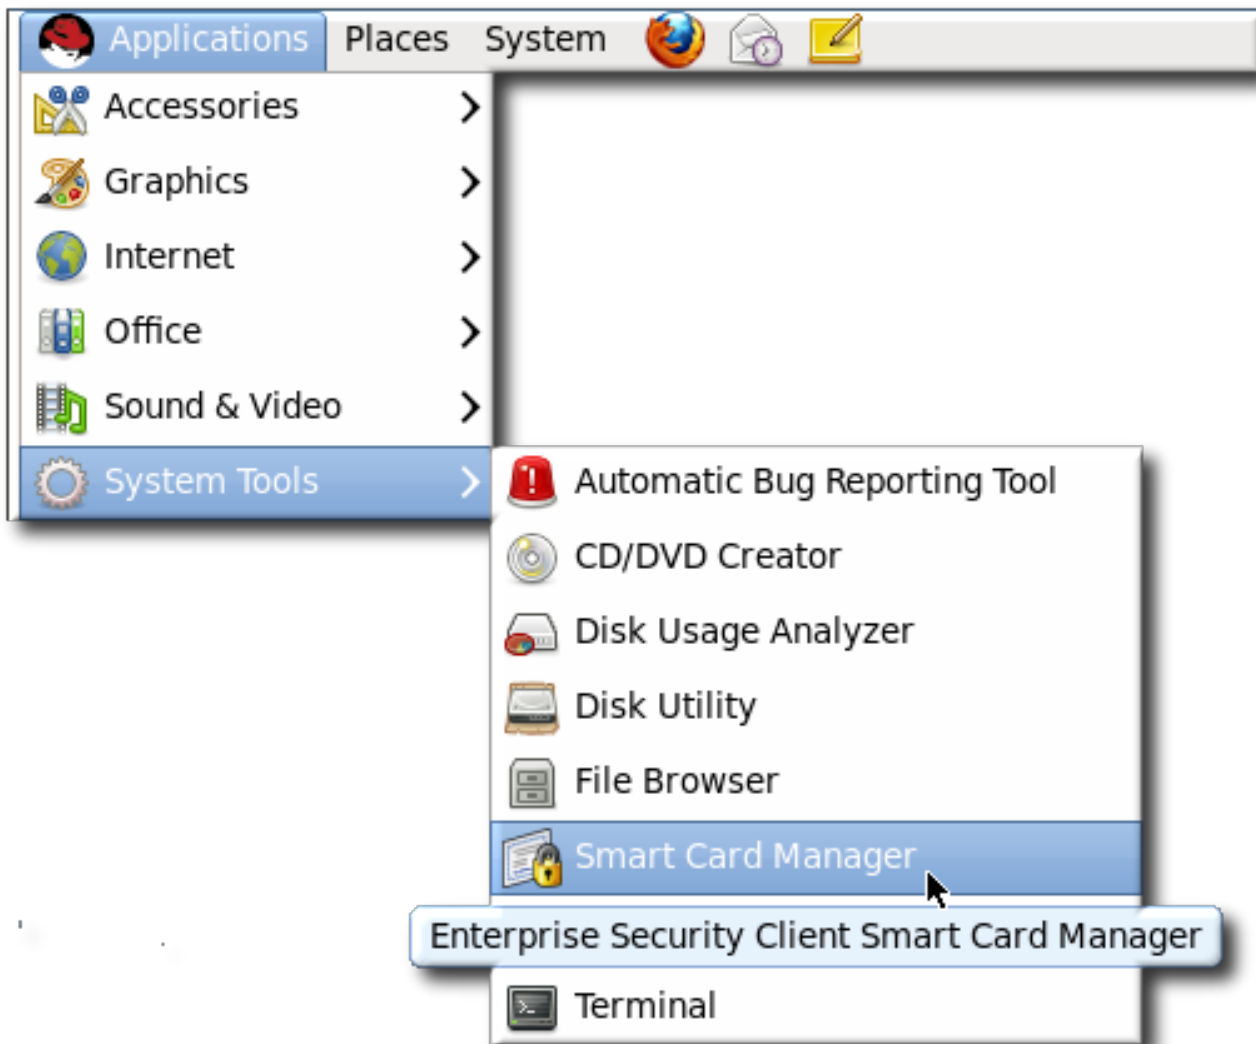 Applications Places System
Accessories
Graphics
Internet
Office
Sound & Video
System Tools
Automatic Bug Reporting Tool
CD/DVD Creator
Disk Usage Analyzer
Disk Utility
File Browser
Smart Card Manager
Enterprise Security Client Smart Card Manager
Terminal